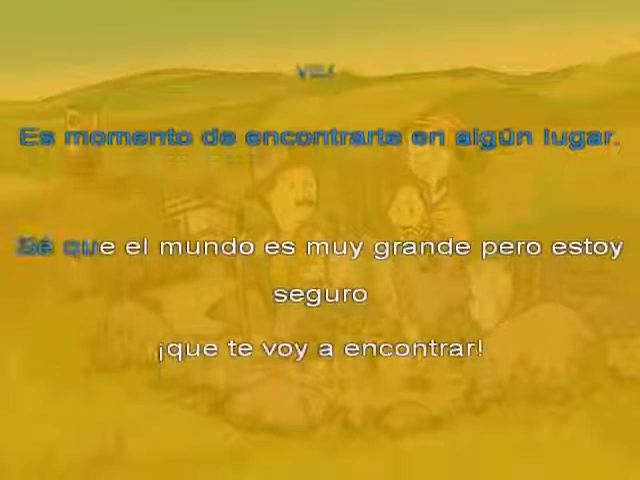 voy
Es momento de encontrarte en algún lugar.
Sé que el mundo es muy grande pero estoy
seguro
¡que te voy a encontrar!